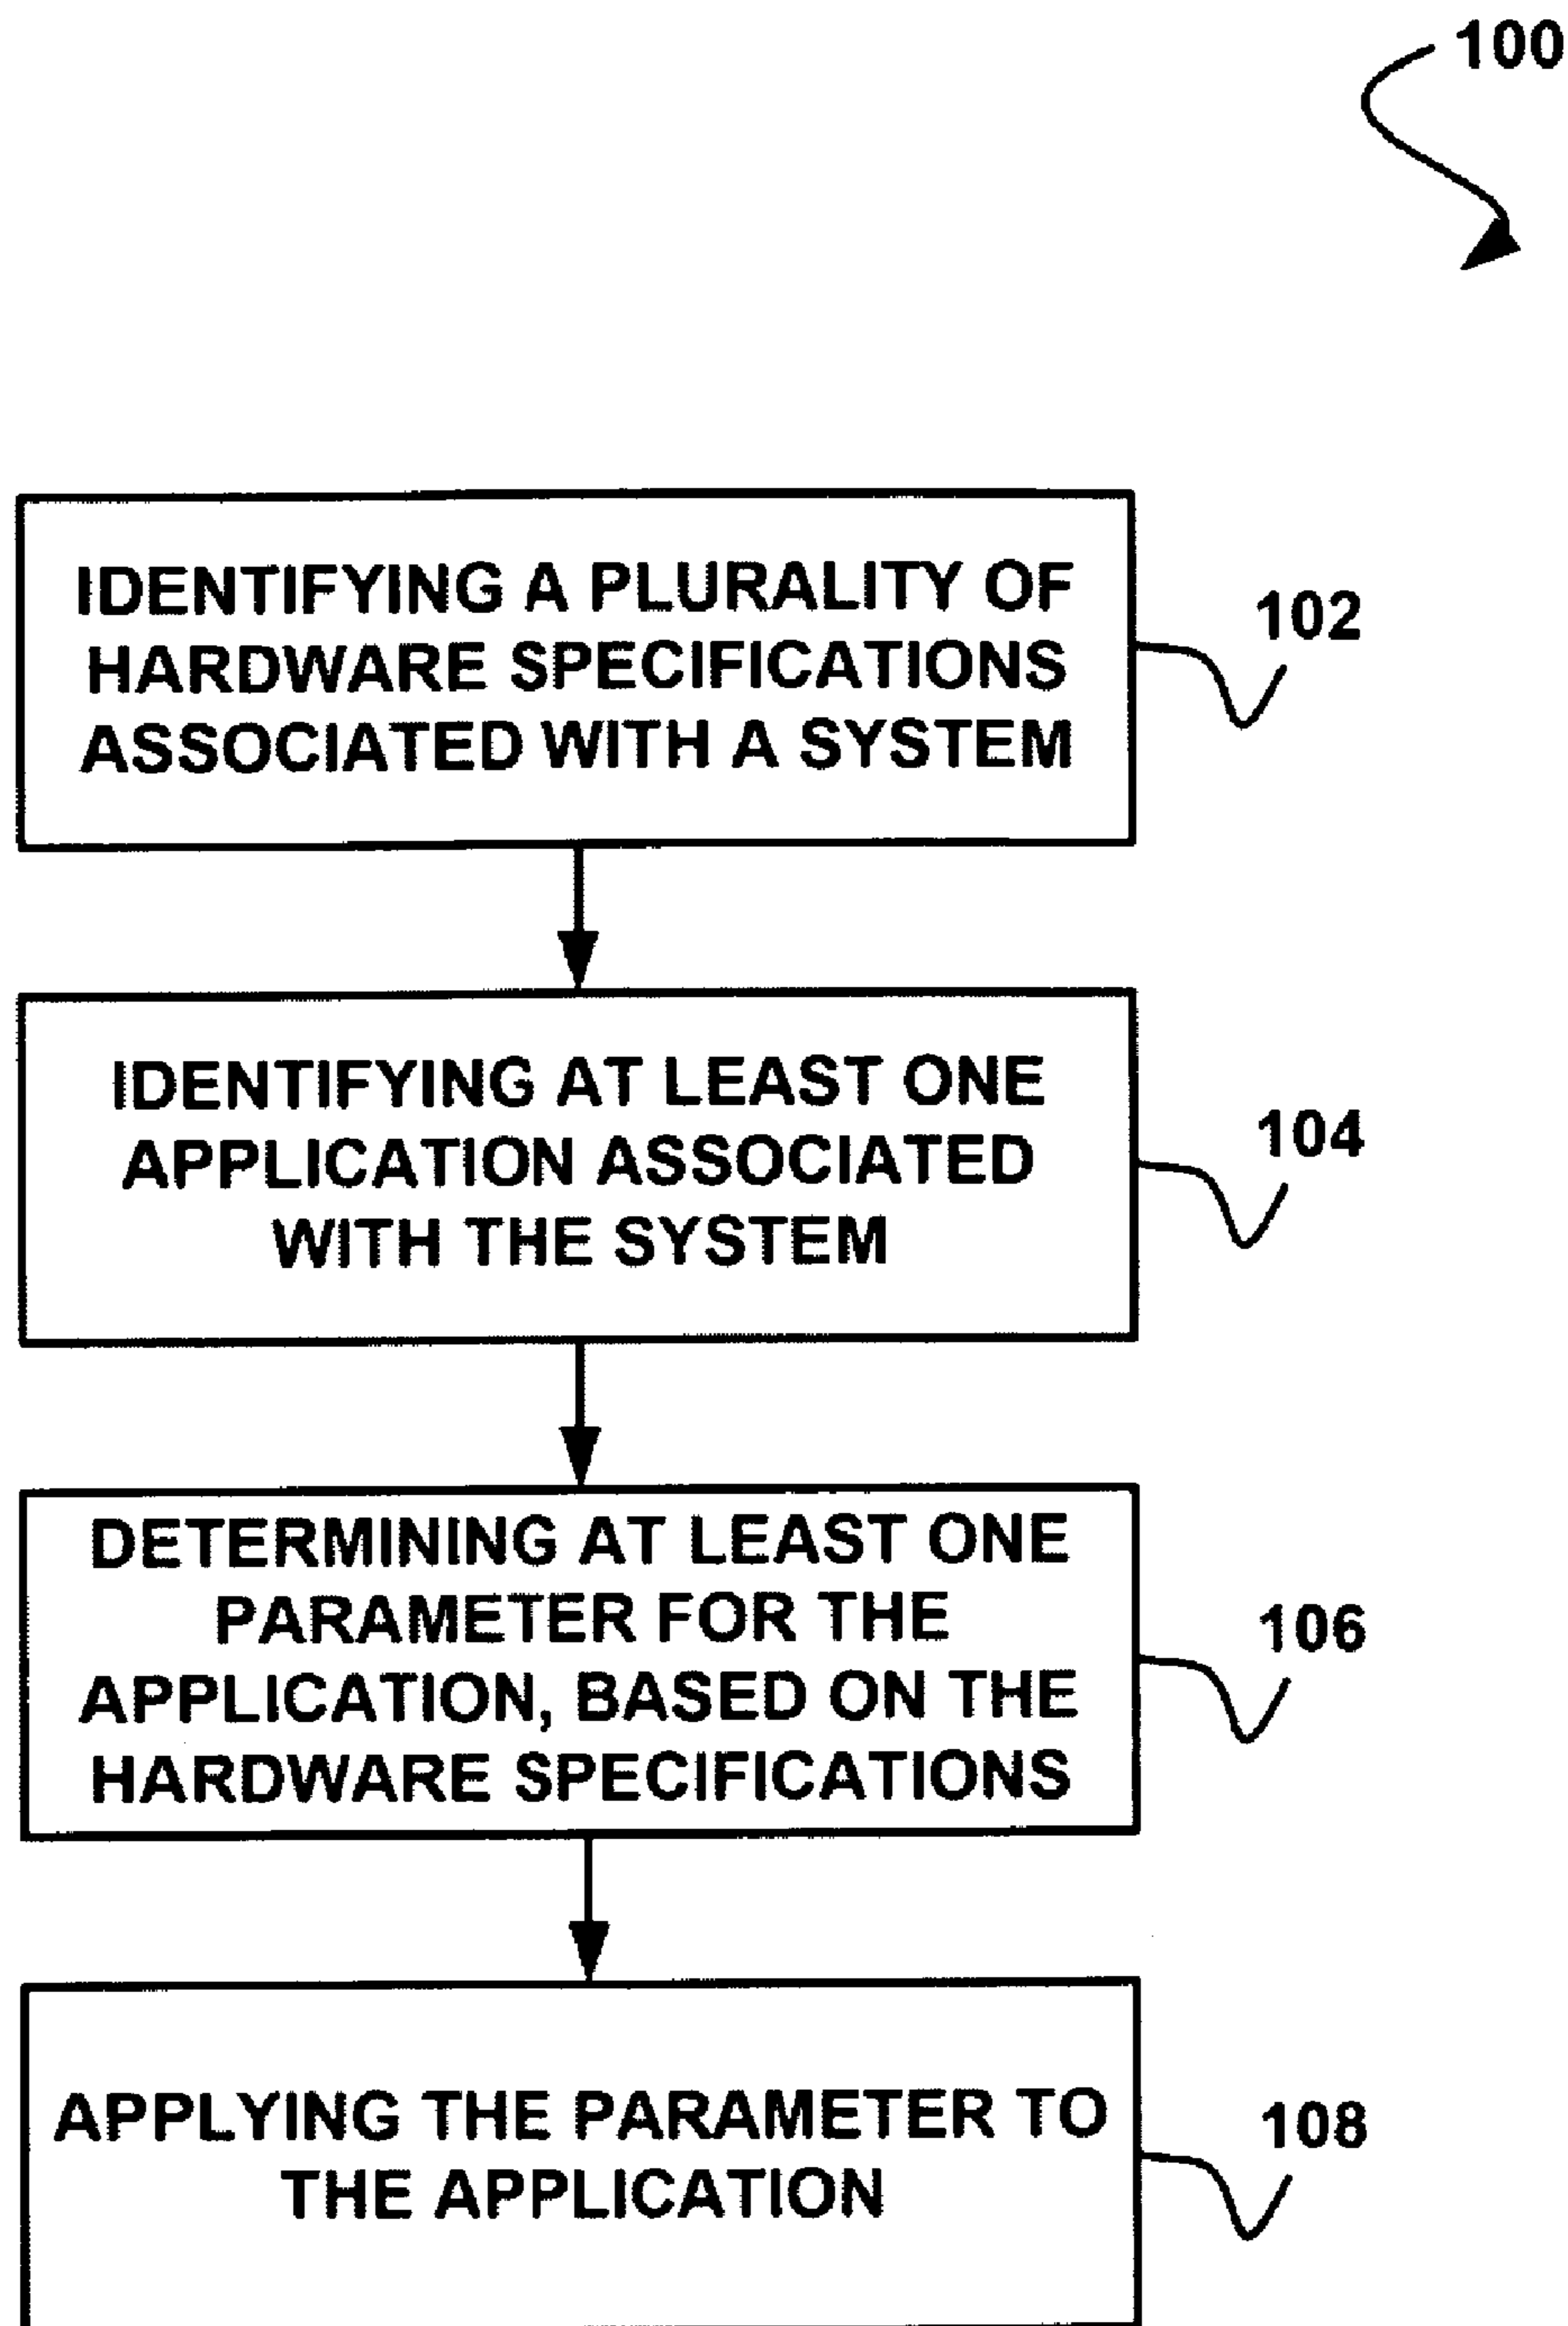 100
IDENTIFYING A PLURALITY OF
HARDWARE SPECIFICATIONS
ASSOCIATED WITH A SYSTEM
102
IDENTIFYING AT LEAST ONE
APPLICATION ASSOCIATED
WITH THE SYSTEM
104
DETERMINING AT LEAST ONE
PARAMETER FOR THE
APPLICATION, BASED ON THE
HARDWARE SPECIFICATIONS
106
APPLYING THE PARAMETER TO
THE APPLICATION
108